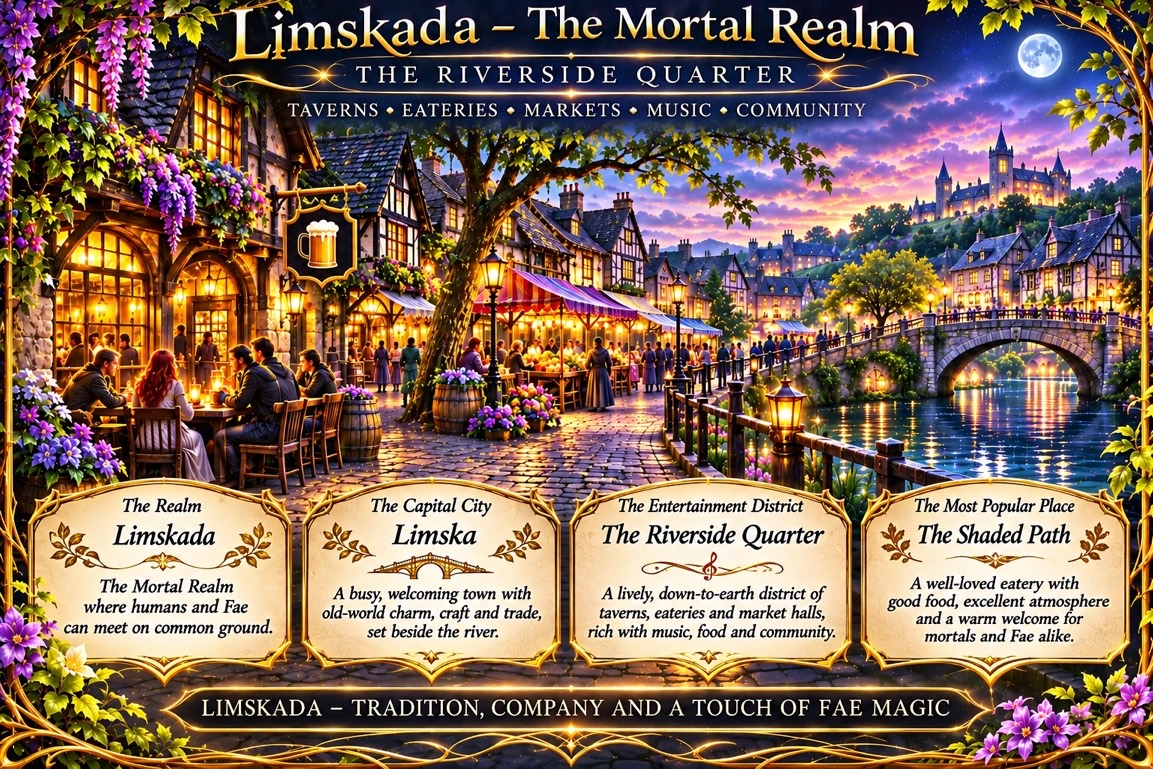 Limskada – The Mortal Realm
THE RIVERSIDE QUARTER
TAVERNS • EATERIES • MARKETS • MUSIC • COMMUNITY
The Realm
Limskada
The Mortal Realm
where humans and Fae
can meet on common ground.
The Capital City
Limska
A busy, welcoming town with
old-world charm, craft and trade,
set beside the river.
The Entertainment District
The Riverside Quarter
A lively, down-to-earth district of
taverns, eateries and market halls,
rich with music, food and community.
The Most Popular Place
The Shaded Path
A well-loved eatery with
good food, excellent atmosphere
and a warm welcome for
mortals and Fae alike.
LIMSKADA – TRADITION, COMPANY AND A TOUCH OF FAE MAGIC